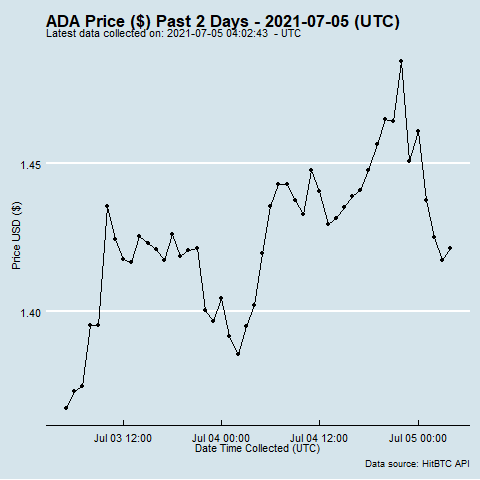 ADA Price ($) Past 2 Days - 2021-07-05 (UTC)
Latest data collected on: 2021-07-05 04:02:43 - UTC
1.45
Price USD ($)
1.40
Jul 03 12:00 Jul 04 00:00 Jul 04 12:00 Jul 05 00:00
Date Time Collected (UTC)
Data source: HitBTC API